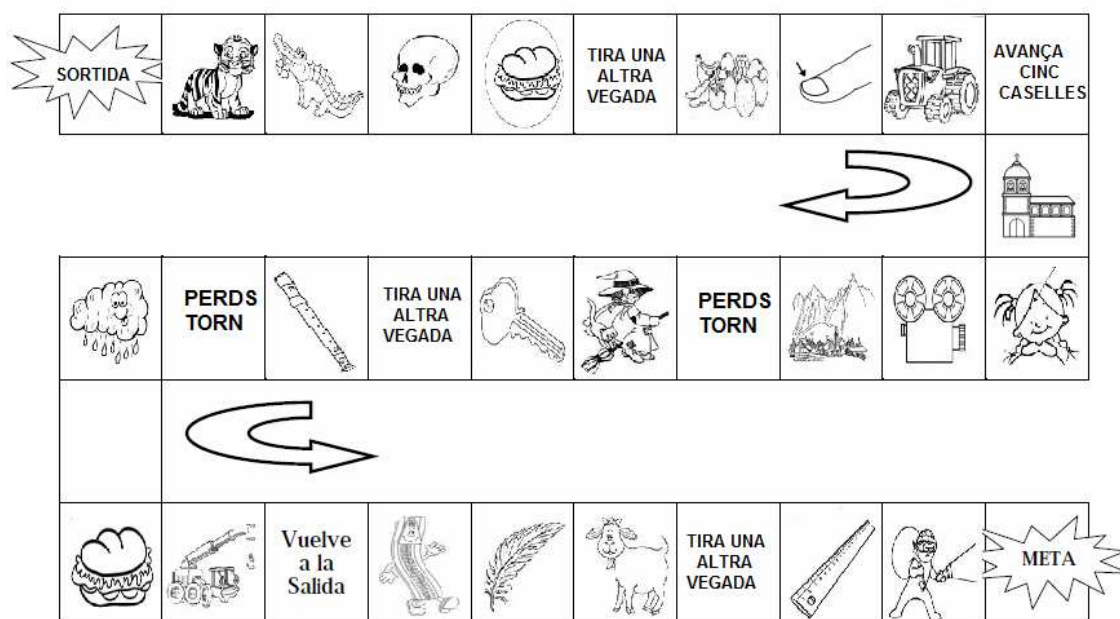 SORTIDA
TIRA UNA
ALTRA
VEGADA
AVANÇA
CINC
CASELLES
PERDS
TORN
TIRA UNA
ALTRA
VEGADA
PERDS
TORN
Vuelve
a la
Salida
TIRA UNA
ALTRA
VEGADA
META